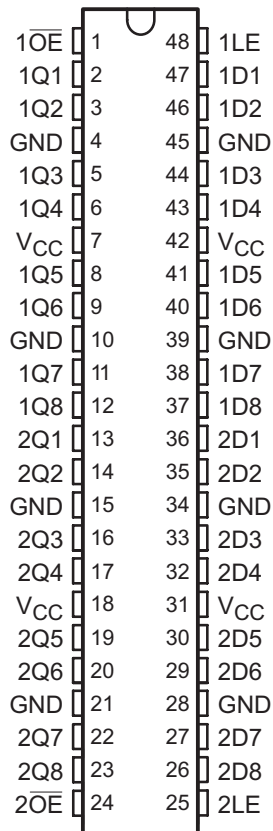 1O̅E̅ 1 48 1LE
1Q1 2 47 1D1
1Q2 3 46 1D2
GND 4 45 GND
1Q3 5 44 1D3
1Q4 6 43 1D4
VCC 7 42 VCC
1Q5 8 41 1D5
1Q6 9 40 1D6
GND 10 39 GND
1Q7 11 38 1D7
1Q8 12 37 1D8
2Q1 13 36 2D1
2Q2 14 35 2D2
GND 15 34 GND
2Q3 16 33 2D3
2Q4 17 32 2D4
VCC 18 31 VCC
2Q5 19 30 2D5
2Q6 20 29 2D6
GND 21 28 GND
2Q7 22 27 2D7
2Q8 23 26 2D8
2O̅E̅ 24 25 2LE